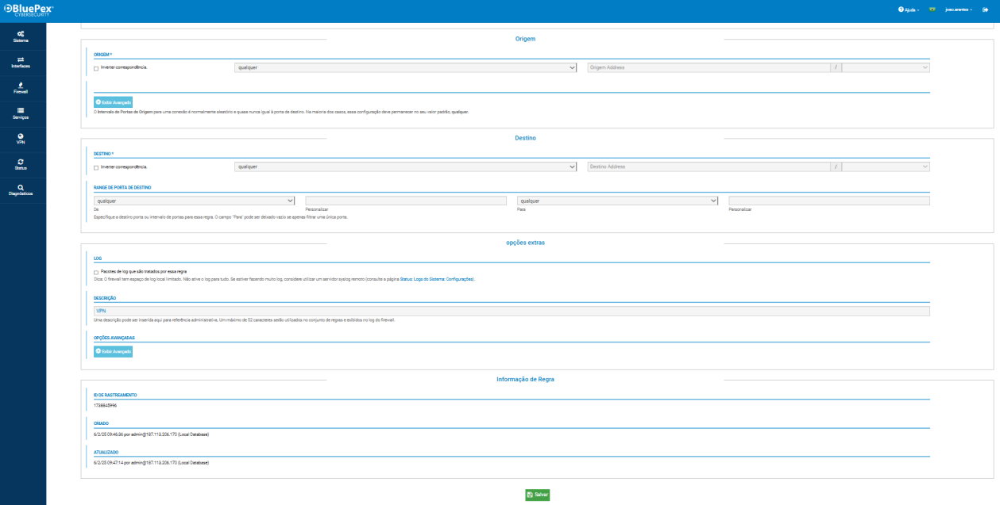 BluePex
CYBERSECURITY
Ajuda
joao.arantes
Sistema
Interfaces
Firewall
Serviços
VPN
Status
Diagnósticos
Origem
ORIGEM *
Inverter correspondência.
qualquer
Origem Address
/
Exibir Avançado
O Intervalo de Portas de Origem para uma conexão é normalmente aleatório e quase nunca igual à porta de destino. Na maioria dos casos, essa configuração deve permanecer no seu valor padrão, qualquer.
Destino
DESTINO *
Inverter correspondência.
qualquer
Destino Address
/
RANGE DE PORTA DE DESTINO
qualquer
qualquer
De
Personalizar
Para
Personalizar
Especifique a destino porta ou intervalo de portas para essa regra. O campo "Para" pode ser deixado vazio se apenas filtrar uma única porta.
opções extras
LOG
Pacotes de log que são tratados por essa regra
Dica: O firewall tem espaço de log local limitado. Não ative o log para tudo. Se estiver fazendo muito log, considere utilizar um servidor syslog remoto (consulte a página Status: Logs do Sistema: Configurações).
DESCRIÇÃO
VPN
Uma descrição pode ser inserida aqui para referência administrativa. Um máximo de 52 caracteres serão utilizados no conjunto de regras e exibidos no log do firewall.
OPÇÕES AVANÇADAS
Exibir Avançado
Informação de Regra
ID DE RASTREAMENTO
1738845996
CRIADO
6/2/25 09:46:36 por admin@187.113.206.170 (Local Database)
ATUALIZADO
6/2/25 09:47:14 por admin@187.113.206.170 (Local Database)
Salvar